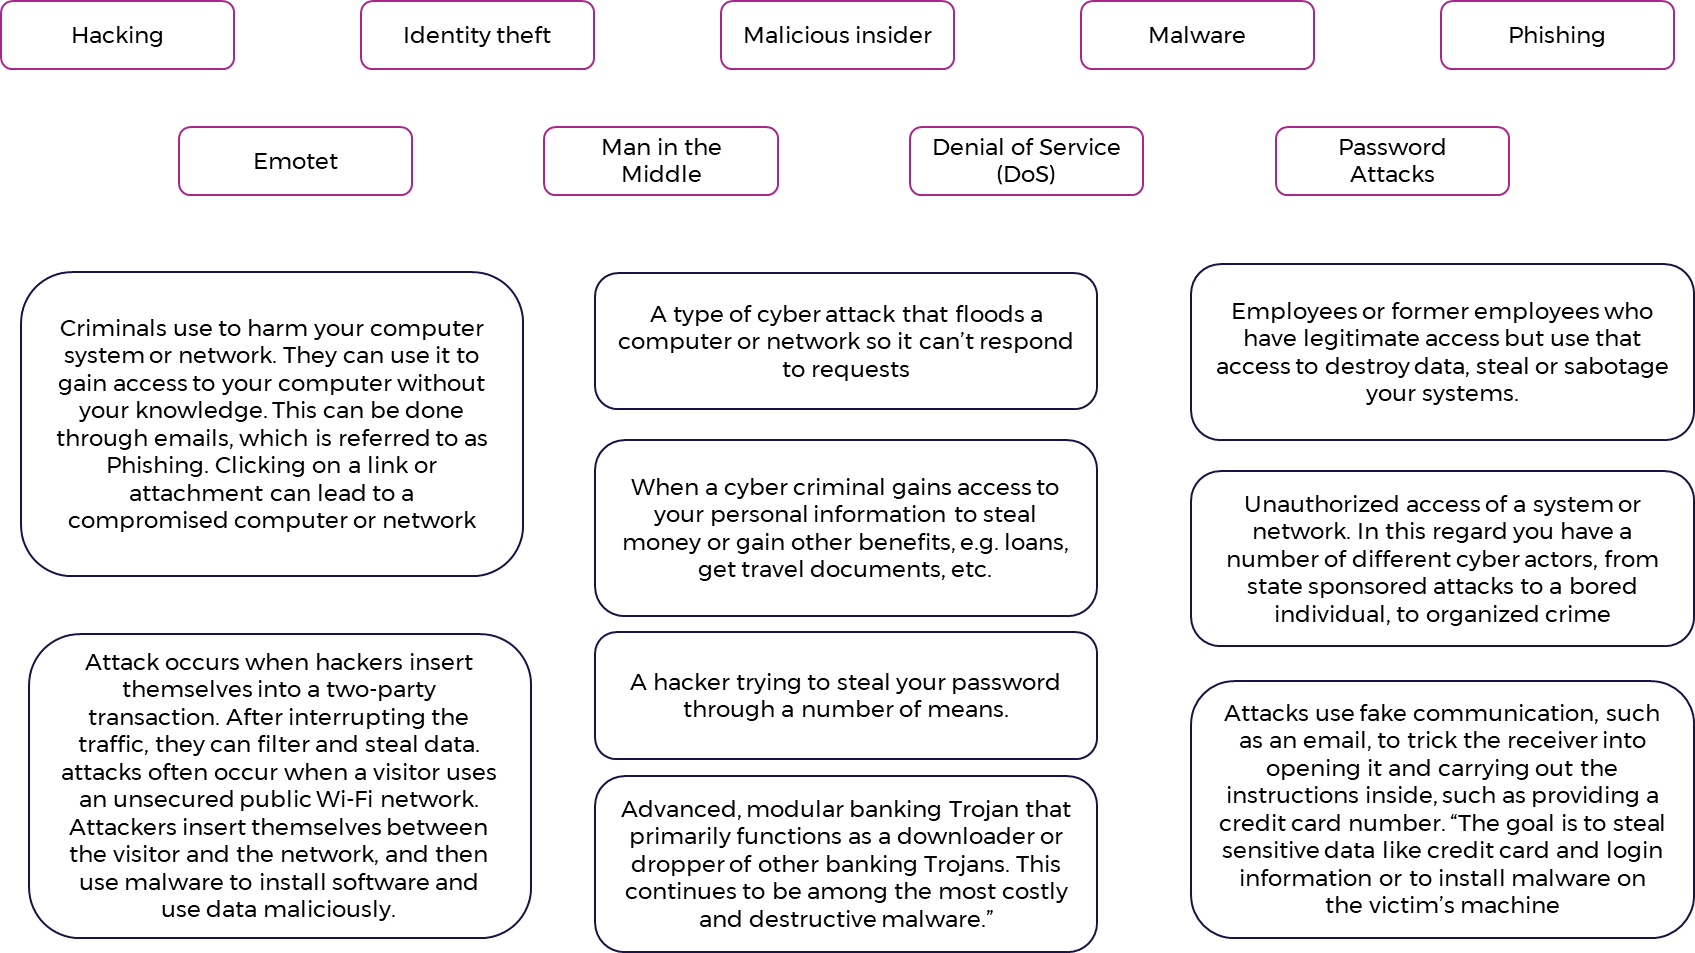 Hacking
Identity theft
Malicious insider
Malware
Phishing
Emotet
Man in the
Middle
Denial of Service
(DoS)
Password
Attacks
Criminals use to harm your computer
system or network. They can use it to
gain access to your computer without
your knowledge. This can be done
through emails, which is referred to as
Phishing. Clicking on a link or
attachment can lead to a
compromised computer or network
Attack occurs when hackers insert
themselves into a two-party
transaction. After interrupting the
traffic, they can filter and steal data.
attacks often occur when a visitor uses
an unsecured public Wi-Fi network.
Attackers insert themselves between
the visitor and the network, and then
use malware to install software and
use data maliciously.
A type of cyber attack that floods a
computer or network so it can’t respond
to requests
When a cyber criminal gains access to
your personal information to steal
money or gain other benefits, e.g. loans,
get travel documents, etc.
A hacker trying to steal your password
through a number of means.
Advanced, modular banking Trojan that
primarily functions as a downloader or
dropper of other banking Trojans. This
continues to be among the most costly
and destructive malware.”
Employees or former employees who
have legitimate access but use that
access to destroy data, steal or sabotage
your systems.
Unauthorized access of a system or
network. In this regard you have a
number of different cyber actors, from
state sponsored attacks to a bored
individual, to organized crime
Attacks use fake communication, such
as an email, to trick the receiver into
opening it and carrying out the
instructions inside, such as providing a
credit card number. “The goal is to steal
sensitive data like credit card and login
information or to install malware on
the victim’s machine